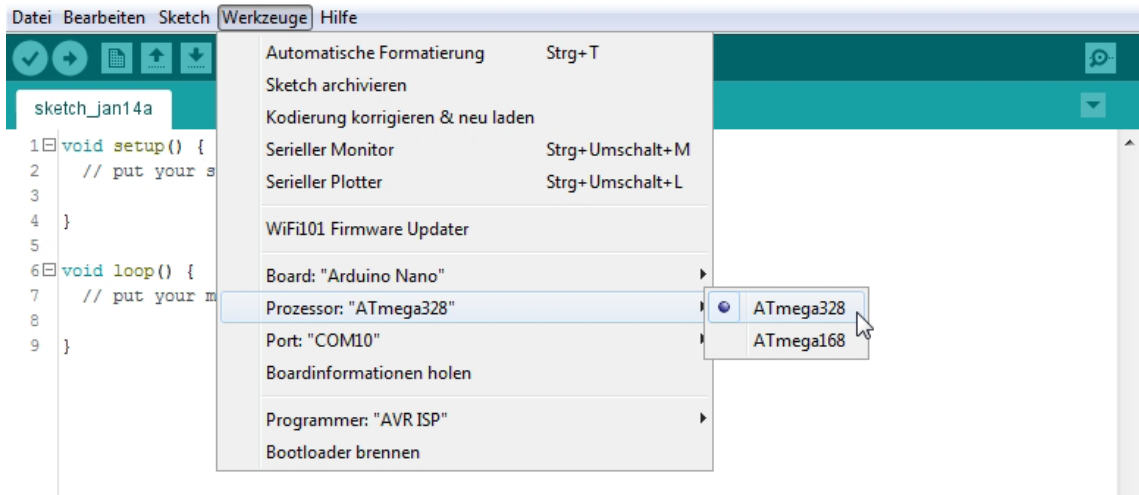 Datei Bearbeiten Sketch Werkzeuge Hilfe
sketch_jan14a
Automatische Formatierung Strg+T
Sketch archivieren
Kodierung korrigieren & neu laden
Serieller Monitor Strg+Umschalt+M
Serieller Plotter Strg+Umschalt+L
WiFi101 Firmware Updater
Board: "Arduino Nano"
Prozessor: "ATmega328"
Port: "COM10"
Boardinformationen holen
Programmer: "AVR ISP"
Bootloader brennen
ATmega328
ATmega168
1 void setup() {
2 // put your s
3
4 }
5
6 void loop() {
7 // put your m
8
9 }